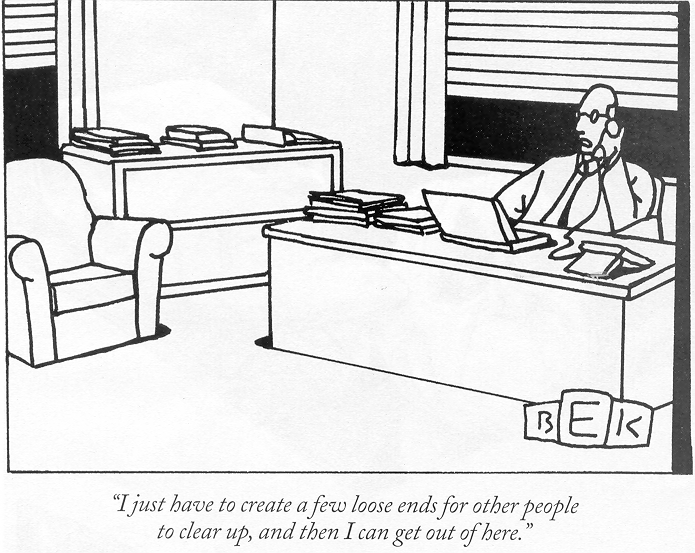 BEK
“I just have to create a few loose ends for other people
to clear up, and then I can get out of here.”